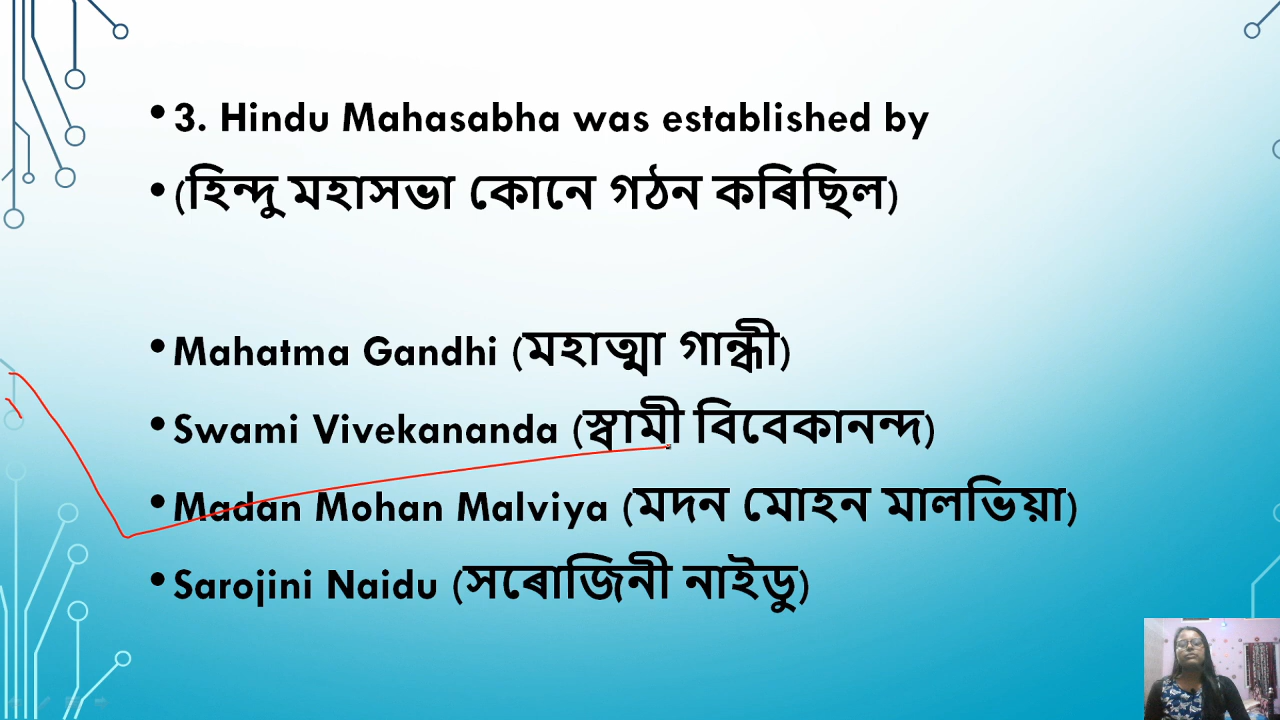 • 3. Hindu Mahasabha was established by
• (হিন্দু মহাসভা কোনে গঠন কৰিছিল)
• Mahatma Gandhi (মহাত্মা গান্ধী)
• Swami Vivekananda (স্বামী বিবেকানন্দ)
• Madan Mohan Malviya (মদন মোহন মালভিয়া)
• Sarojini Naidu (সৰোজিনী নাইডু)